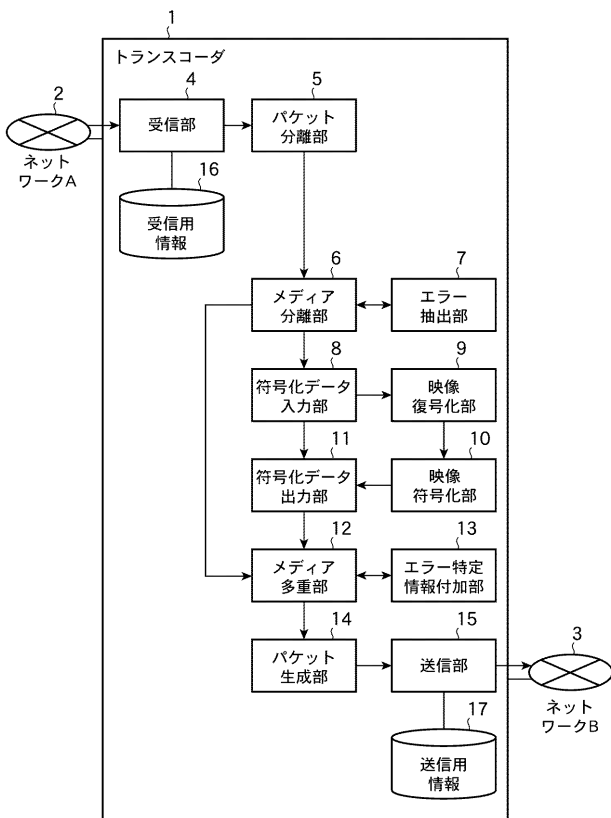 1
トランスコーダ
2
4
5
受信部
パケット
分離部
ネット
ワークA
16
受信用
情報
6
7
メディア
分離部
エラー
抽出部
8
9
符号化データ
入力部
映像
復号化部
11
10
符号化データ
出力部
映像
符号化部
12
13
メディア
多重部
エラー特定
情報付加部
14
15
3
パケット
生成部
送信部
ネット
ワークB
17
送信用
情報